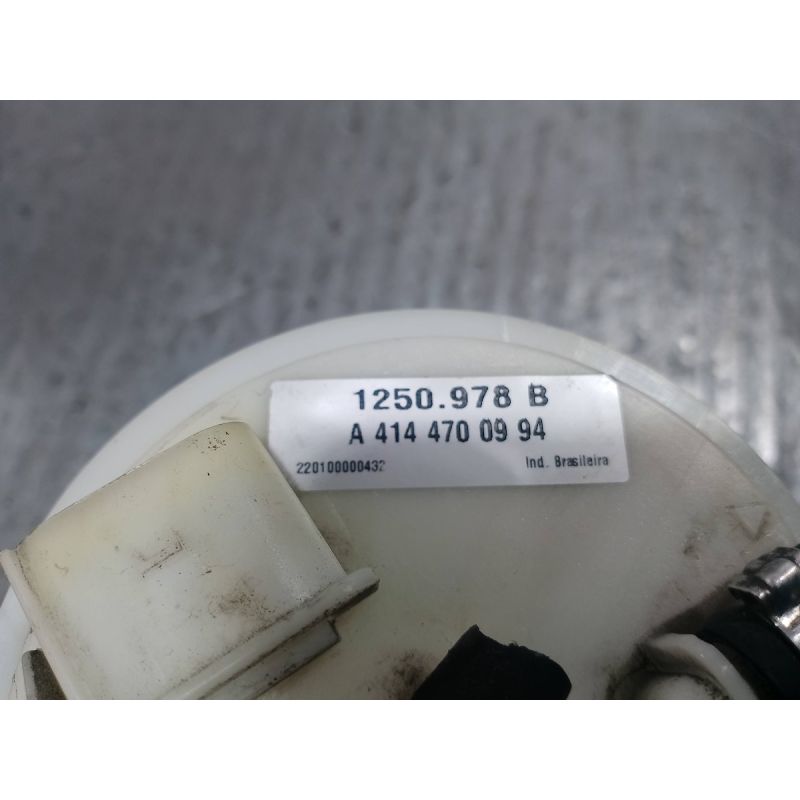 1250.978 B
A 414 470 09 94
220100000432 Ind. Brasileira